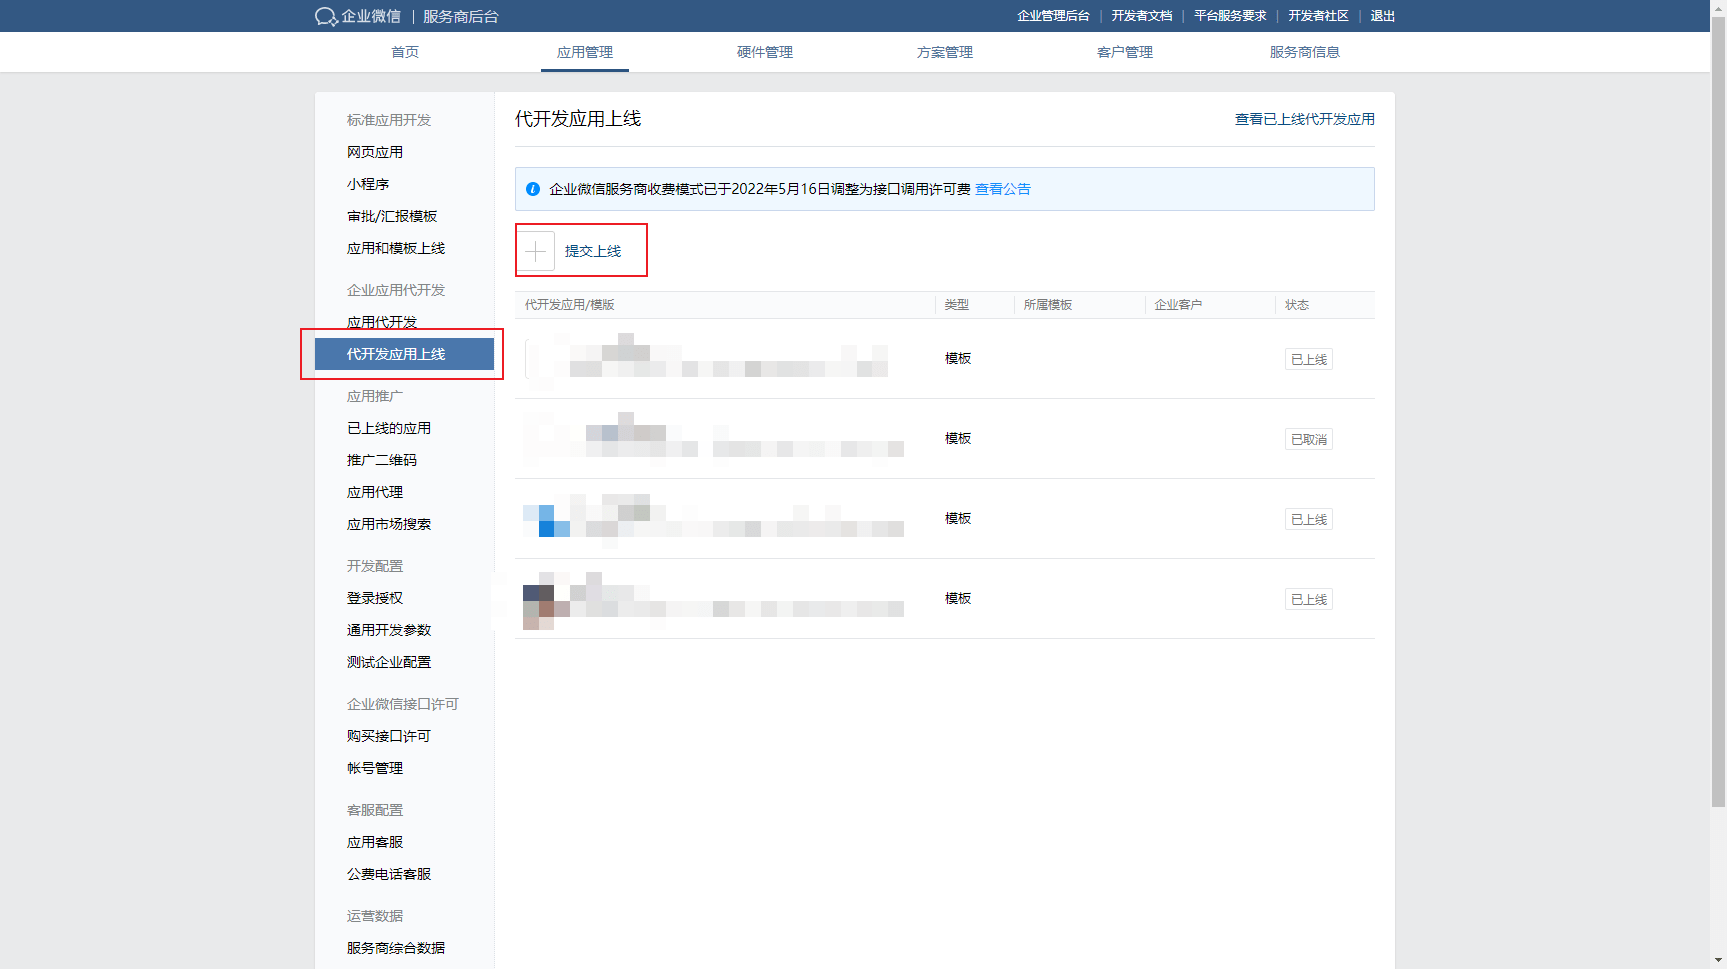 企业微信 | 服务商后台
企业管理后台 | 开发者文档 | 平台服务要求 | 开发者社区 | 退出
首页 应用管理 硬件管理 方案管理 客户管理 服务商信息
标准应用开发
网页应用
小程序
审批/汇报模板
应用和模板上线
企业应用代开发
应用代开发
代开发应用上线
应用推广
已上线的应用
推广二维码
应用代理
应用市场搜索
开发配置
登录授权
通用开发参数
测试企业配置
企业微信接口许可
购买接口许可
帐号管理
客服配置
应用客服
公费电话客服
运营数据
服务商综合数据
代开发应用上线 查看已上线代开发应用
企业微信服务商收费模式已于2022年5月16日调整为接口调用许可费 查看公告
提交上线
代开发应用/模版 类型 所属模板 企业客户 状态
模板 已上线
模板 已取消
模板 已上线
模板 已上线